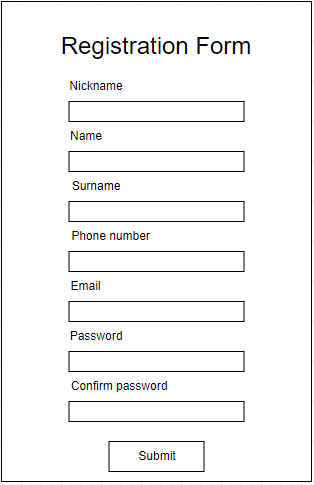 Registration Form
Nickname
Name
Surname
Phone number
Email
Password
Confirm password
Submit